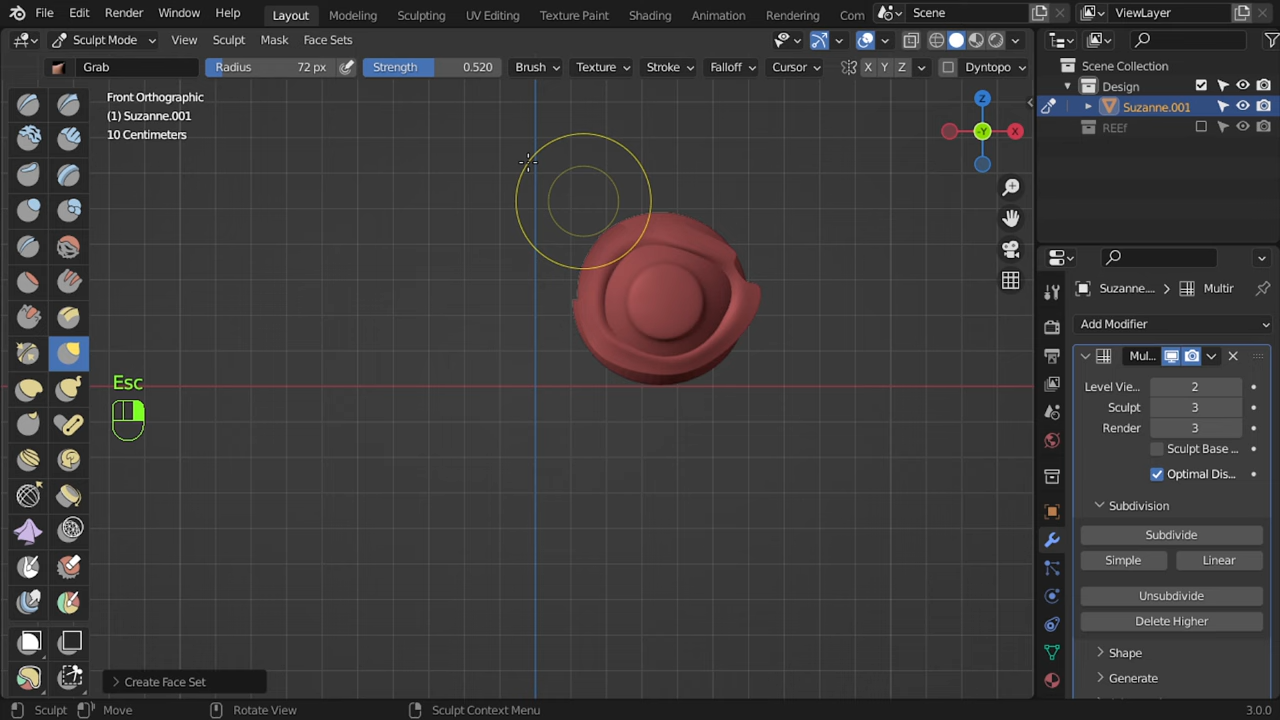 File Edit Render Window Help Layout Modeling Sculpting UV Editing Texture Paint Shading Animation Rendering Com Scene ViewLayer
Sculpt Mode View Sculpt Mask Face Sets
Grab Radius 72 px Strength 0.520 Brush Texture Stroke Falloff Cursor X Y Z Dyntopo
Scene Collection
Design
Suzanne.001
REEf
Front Orthographic
(1) Suzanne.001
10 Centimeters
Z
-Y
X
Suzanne.... > Multir
Add Modifier
Mul...
Level Vie... 2
Sculpt 3
Render 3
Sculpt Base ...
Optimal Dis...
Subdivision
Subdivide
Simple Linear
Unsubdivide
Delete Higher
Shape
Generate
Esc
Create Face Set
Sculpt Move Rotate View Sculpt Context Menu 3.0.0